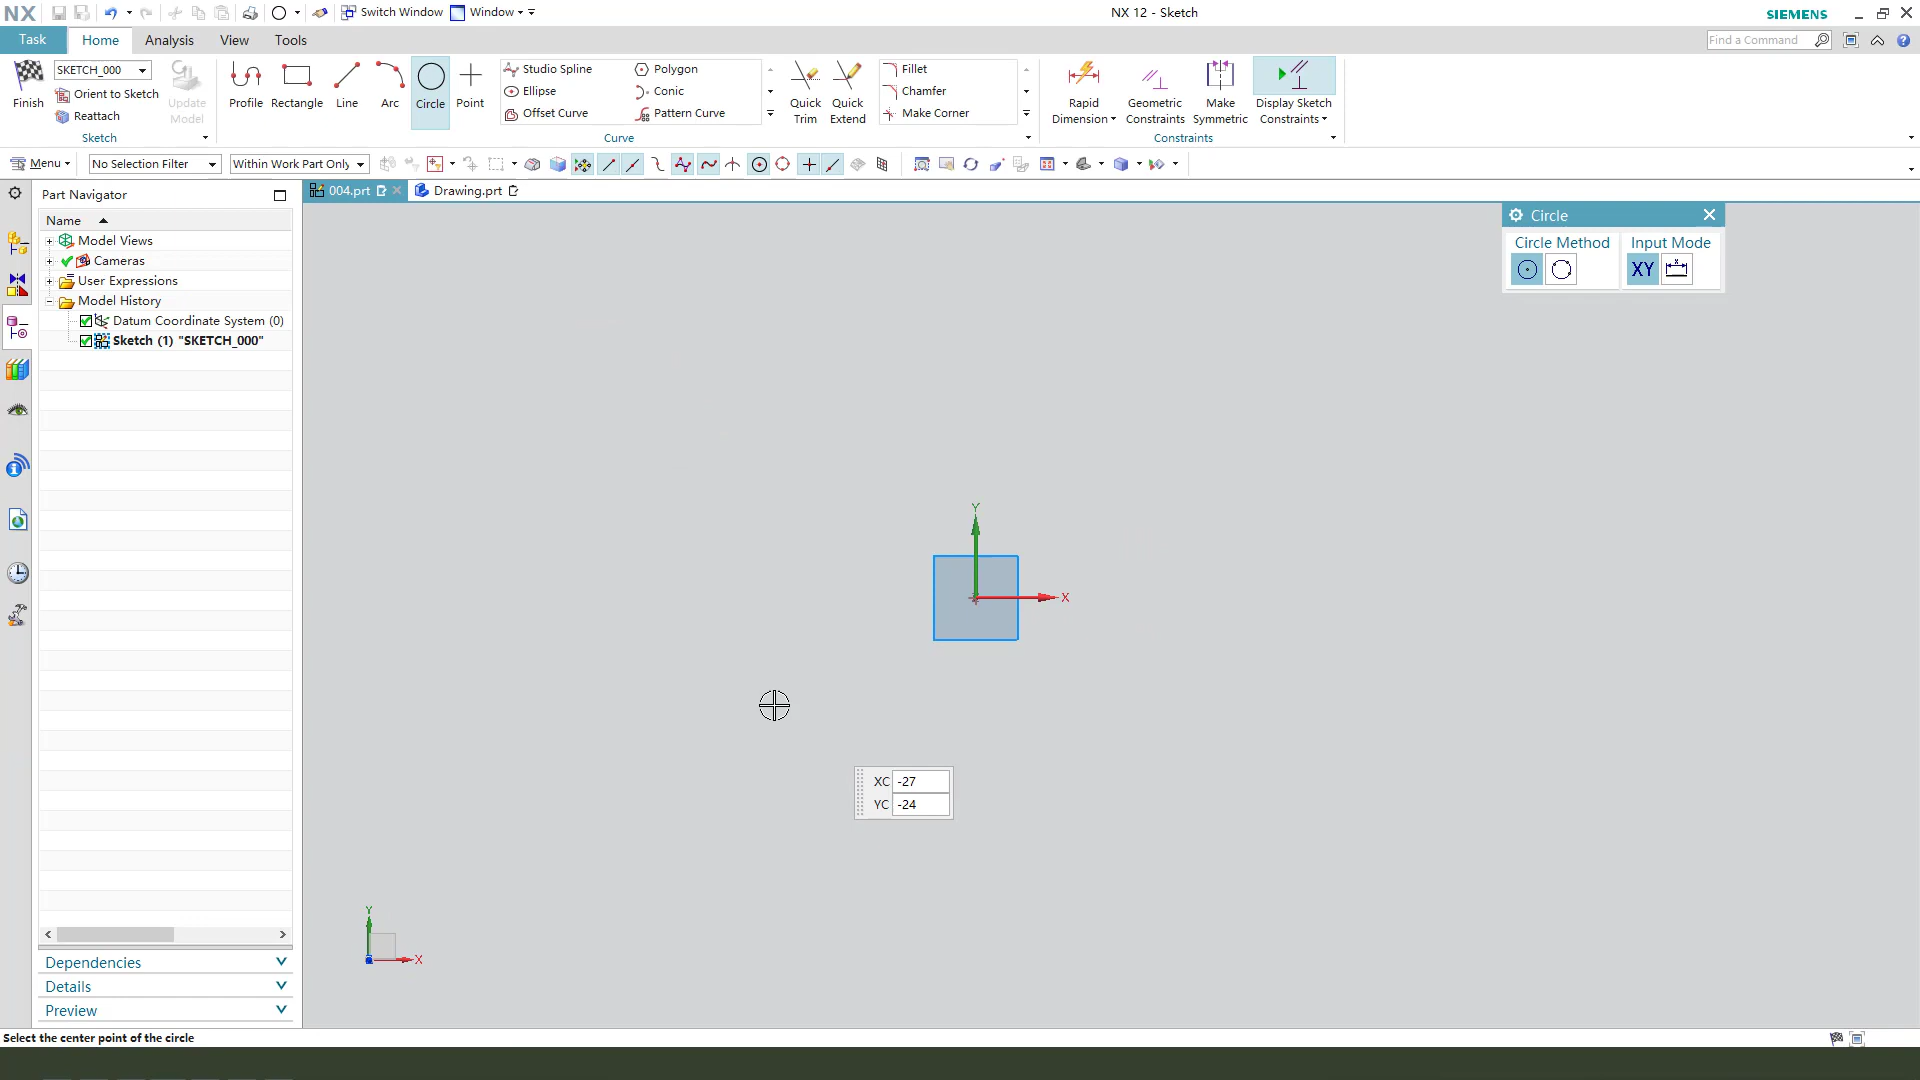 NX
Switch Window
Window
NX 12 - Sketch
SIEMENS
Task
Home
Analysis
View
Tools
Find a Command
Finish
SKETCH_000
Orient to Sketch
Reattach
Update Model
Sketch
Profile
Rectangle
Line
Arc
Circle
Point
Studio Spline
Ellipse
Offset Curve
Polygon
Conic
Pattern Curve
Curve
Quick Trim
Quick Extend
Fillet
Chamfer
Make Corner
Rapid Dimension
Geometric Constraints
Make Symmetric
Display Sketch Constraints
Constraints
Menu
No Selection Filter
Within Work Part Only
Part Navigator
004.prt
Drawing.prt
Name
Model Views
Cameras
User Expressions
Model History
Datum Coordinate System (0)
Sketch (1) "SKETCH_000"
Circle
Circle Method
Input Mode
XY
Y
X
XC -27
YC -24
Y
X
Dependencies
Details
Preview
Select the center point of the circle